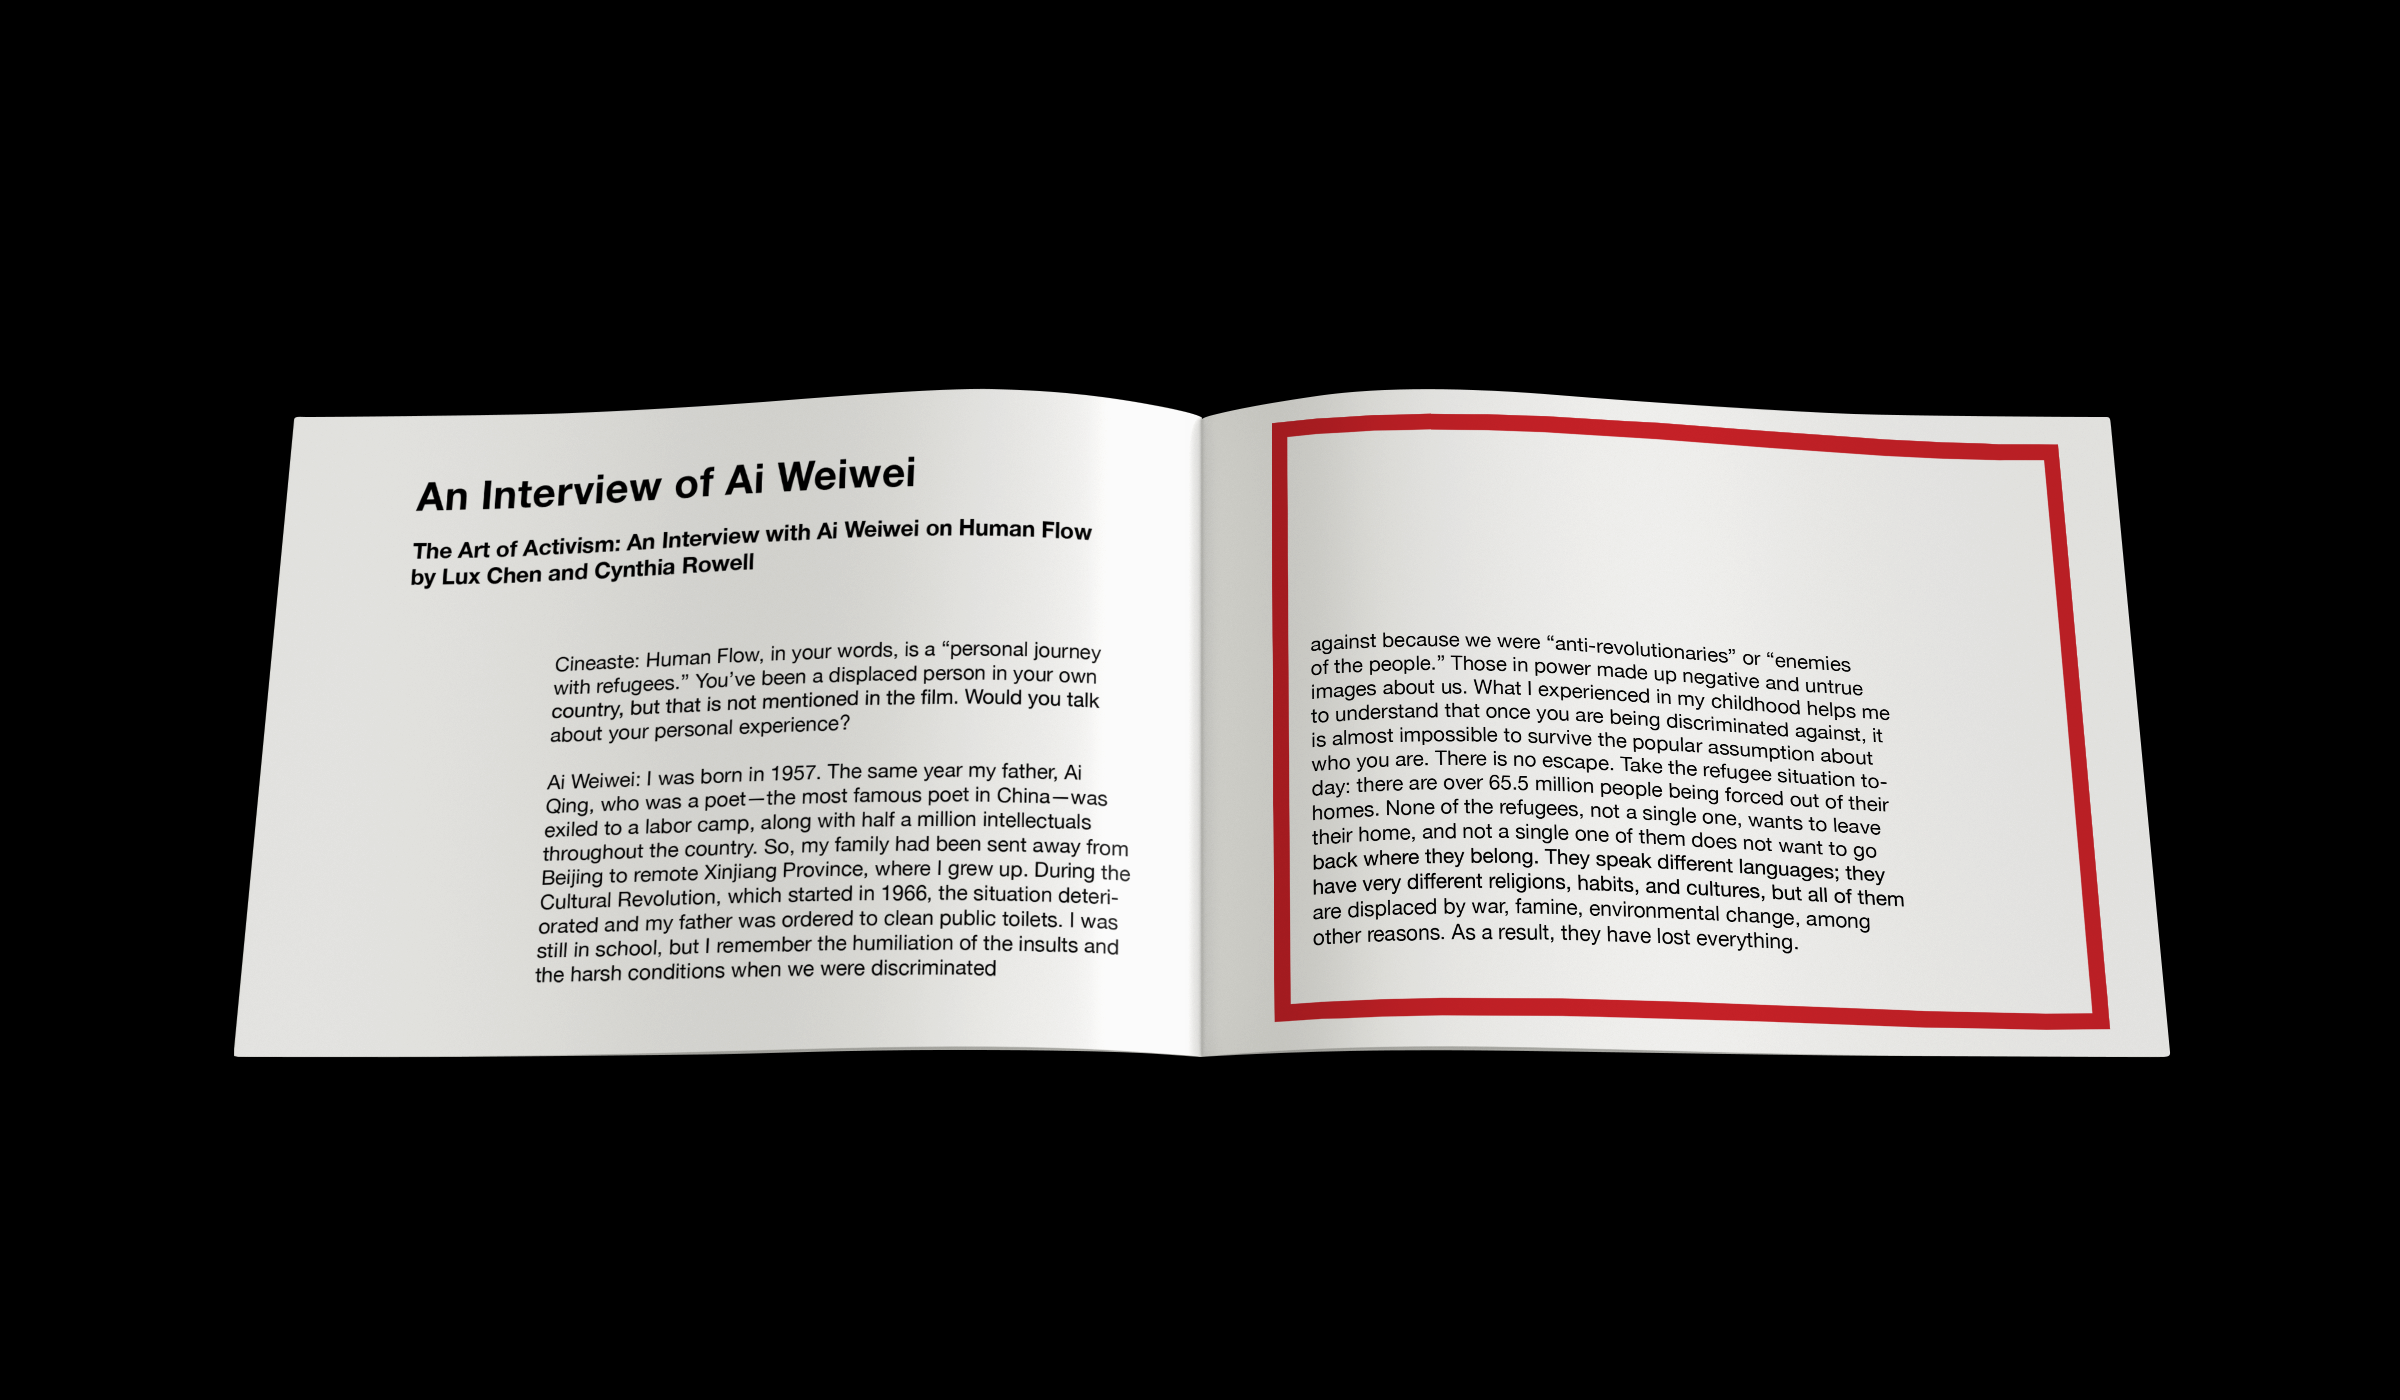 An Interview of Ai Weiwei
The Art of Activism: An Interview with Ai Weiwei on Human Flow
by Lux Chen and Cynthia Rowell
Cineaste: Human Flow, in your words, is a “personal journey
with refugees.” You’ve been a displaced person in your own
country, but that is not mentioned in the film. Would you talk
about your personal experience?
Ai Weiwei: I was born in 1957. The same year my father, Ai
Qing, who was a poet—the most famous poet in China—was
exiled to a labor camp, along with half a million intellectuals
throughout the country. So, my family had been sent away from
Beijing to remote Xinjiang Province, where I grew up. During the
Cultural Revolution, which started in 1966, the situation deteri-
orated and my father was ordered to clean public toilets. I was
still in school, but I remember the humiliation of the insults and
the harsh conditions when we were discriminated
against because we were “anti-revolutionaries” or “enemies
of the people.” Those in power made up negative and untrue
images about us. What I experienced in my childhood helps me
to understand that once you are being discriminated against, it
is almost impossible to survive the popular assumption about
who you are. There is no escape. Take the refugee situation to-
day: there are over 65.5 million people being forced out of their
homes. None of the refugees, not a single one, wants to leave
their home, and not a single one of them does not want to go
back where they belong. They speak different languages; they
have very different religions, habits, and cultures, but all of them
are displaced by war, famine, environmental change, among
other reasons. As a result, they have lost everything.